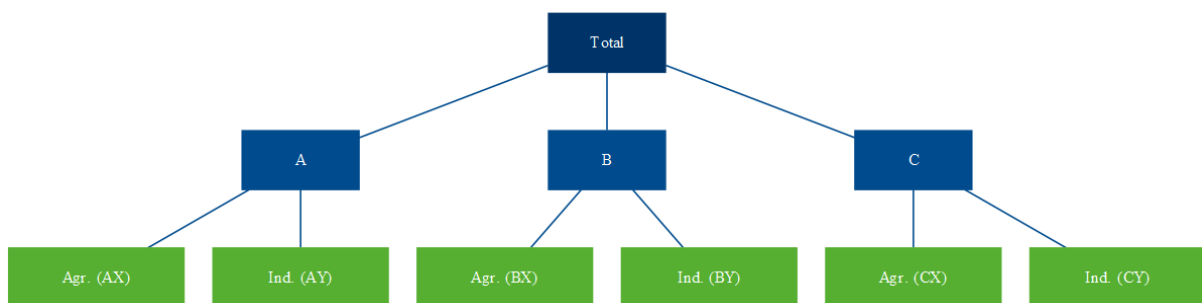 Total
A
B
C
Agr. (AX)
Ind. (AY)
Agr. (BX)
Ind. (BY)
Agr. (CX)
Ind. (CY)